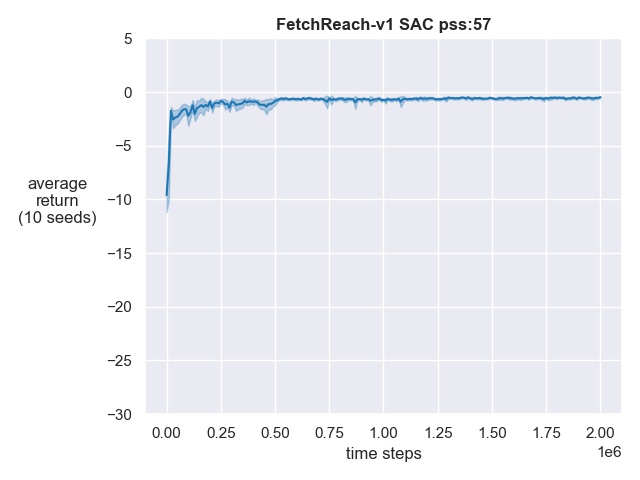 FetchReach-v1 SAC pss:57
5
0
−5
−10
−15
−20
−25
−30
average
return
(10 seeds)
0.00 0.25 0.50 0.75 1.00 1.25 1.50 1.75 2.00
time steps
1e6